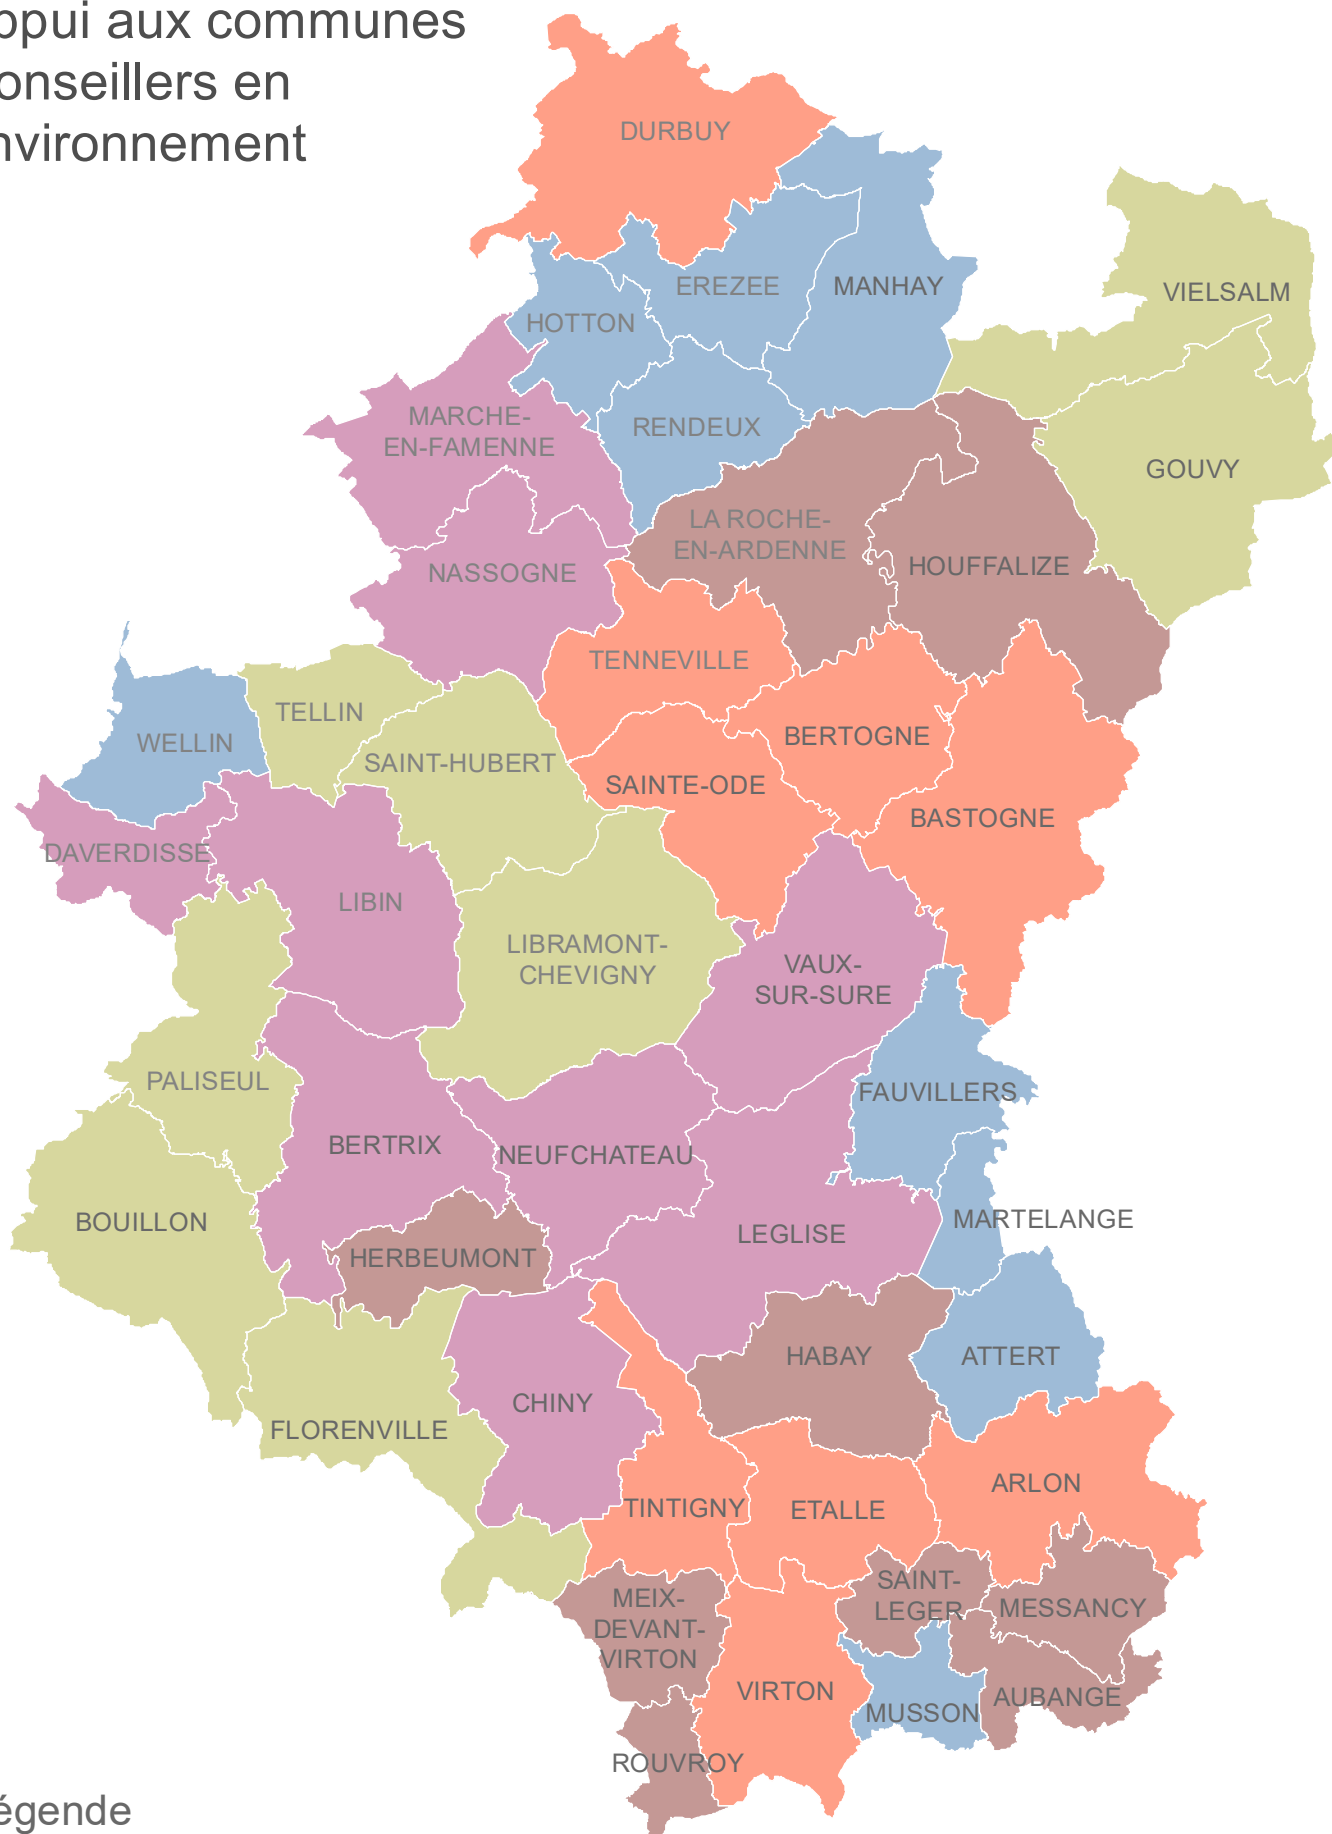 ppui aux communes
onseillers en
nvironnement
DURBUY
EREZEE
MANHAY
VIELSALM
HOTTON
MARCHE-
EN-FAMENNE
RENDEUX
GOUVY
LA ROCHE-
EN-ARDENNE
HOUFFALIZE
NASSOGNE
TENNEVILLE
TELLIN
WELLIN
SAINT-HUBERT
BERTOGNE
SAINTE-ODE
BASTOGNE
DAVERDISSE
LIBIN
LIBRAMONT-
CHEVIGNY
VAUX-
SUR-SURE
PALISEUL
FAUVILLERS
BERTRIX
NEUFCHATEAU
BOUILLON
MARTELANGE
LEGLISE
HERBEUMONT
HABAY
ATTERT
CHINY
FLORENVILLE
ARLON
TINTIGNY
ETALLE
SAINT-
LEGER
MESSANCY
MEIX-
DEVANT-
VIRTON
VIRTON
AUBANGE
MUSSON
ROUVROY
égende